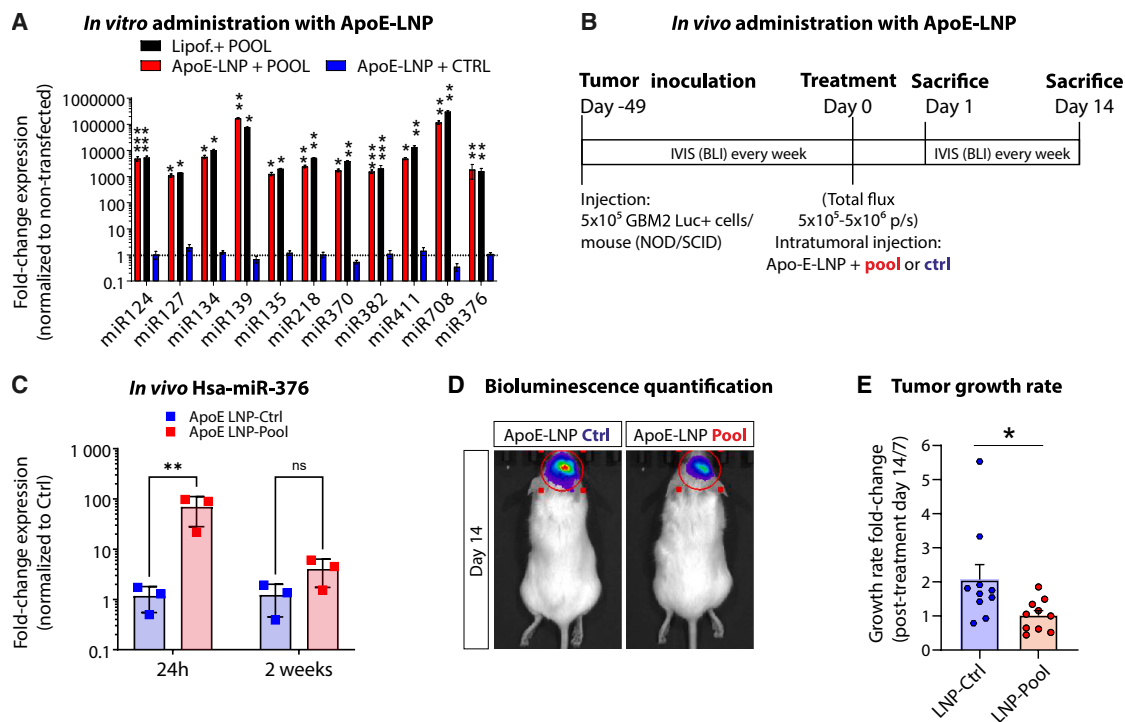 A
In vitro administration with ApoE-LNP
Lipof.+ POOL
ApoE-LNP + POOL
ApoE-LNP + CTRL
Fold-change expression
(normalized to non-transfected)
1000000
100000
10000
1000
100
10
1
0.1
*** *** * * * * ** * * * ** ** * * *** *** * ** ** ** ** **
miR124
miR127
miR134
miR139
miR135
miR218
miR370
miR382
miR411
miR708
miR376
B
In vivo administration with ApoE-LNP
Tumor inoculation
Treatment
Sacrifice
Sacrifice
Day -49
Day 0
Day 1
Day 14
IVIS (BLI) every week
IVIS (BLI) every week
Injection:
5x10⁵ GBM2 Luc+ cells/
mouse (NOD/SCID)
(Total flux
5x10⁵-5x10⁶ p/s)
Intratumoral injection:
Apo-E-LNP + pool or ctrl
C
In vivo Hsa-miR-376
ApoE LNP-Ctrl
ApoE LNP-Pool
Fold-change expression
(normalized to Ctrl)
1 000
100
10
1
0.1
**
ns
24h
2 weeks
D
Bioluminescence quantification
ApoE-LNP Ctrl
ApoE-LNP Pool
Day 14
E
Tumor growth rate
Growth rate fold-change
(post-treatment day 14/7)
6
5
4
3
2
1
0
*
LNP-Ctrl
LNP-Pool